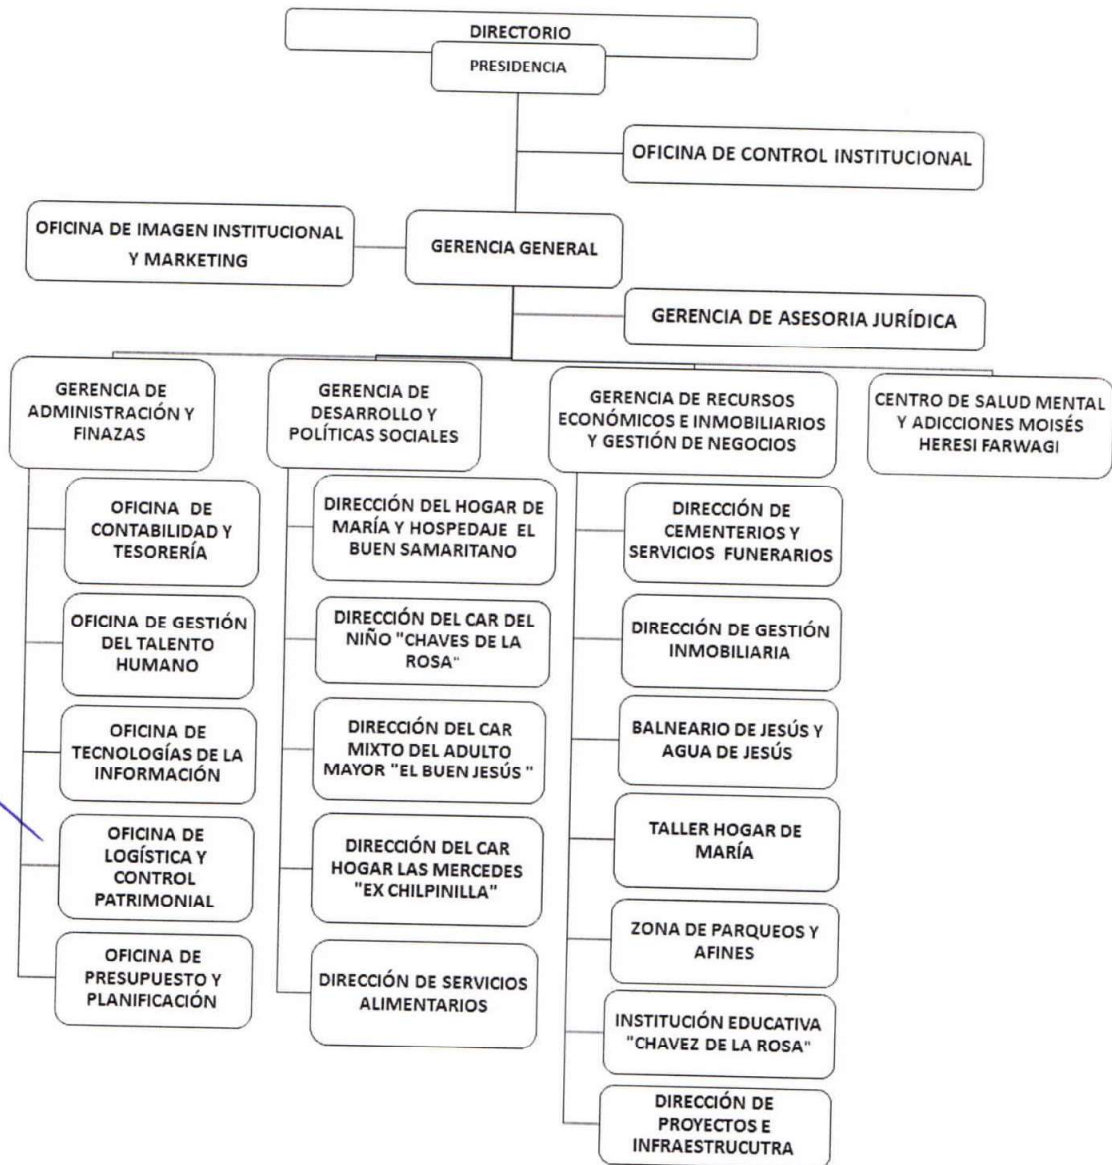 DIRECTORIO
PRESIDENCIA
OFICINA DE CONTROL INSTITUCIONAL
OFICINA DE IMAGEN INSTITUCIONAL
Y MARKETING
GERENCIA GENERAL
GERENCIA DE ASESORIA JURÍDICA
GERENCIA DE
ADMINISTRACIÓN Y
FINAZAS
OFICINA DE
CONTABILIDAD Y
TESORERÍA
OFICINA DE GESTIÓN
DEL TALENTO
HUMANO
OFICINA DE
TECNOLOGÍAS DE LA
INFORMACIÓN
OFICINA DE
LOGÍSTICA Y
CONTROL
PATRIMONIAL
OFICINA DE
PRESUPUESTO Y
PLANIFICACIÓN
GERENCIA DE
DESARROLLO Y
POLÍTICAS SOCIALES
DIRECCIÓN DEL HOGAR DE
MARÍA Y HOSPEDAJE EL
BUEN SAMARITANO
DIRECCIÓN DEL CAR DEL
NIÑO "CHAVES DE LA
ROSA"
DIRECCIÓN DEL CAR
MIXTO DEL ADULTO
MAYOR "EL BUEN JESÚS "
DIRECCIÓN DEL CAR
HOGAR LAS MERCEDES
"EX CHILPINILLA"
DIRECCIÓN DE SERVICIOS
ALIMENTARIOS
GERENCIA DE RECURSOS
ECONÓMICOS E INMOBILIARIOS
Y GESTIÓN DE NEGOCIOS
DIRECCIÓN DE
CEMENTERIOS Y
SERVICIOS FUNERARIOS
DIRECCIÓN DE GESTIÓN
INMOBILIARIA
BALNEARIO DE JESÚS Y
AGUA DE JESÚS
TALLER HOGAR DE
MARÍA
ZONA DE PARQUEOS Y
AFINES
INSTITUCIÓN EDUCATIVA
"CHAVEZ DE LA ROSA"
DIRECCIÓN DE
PROYECTOS E
INFRAESTRUCUTRA
CENTRO DE SALUD MENTAL
Y ADICCIONES MOISÉS
HERESI FARWAGI